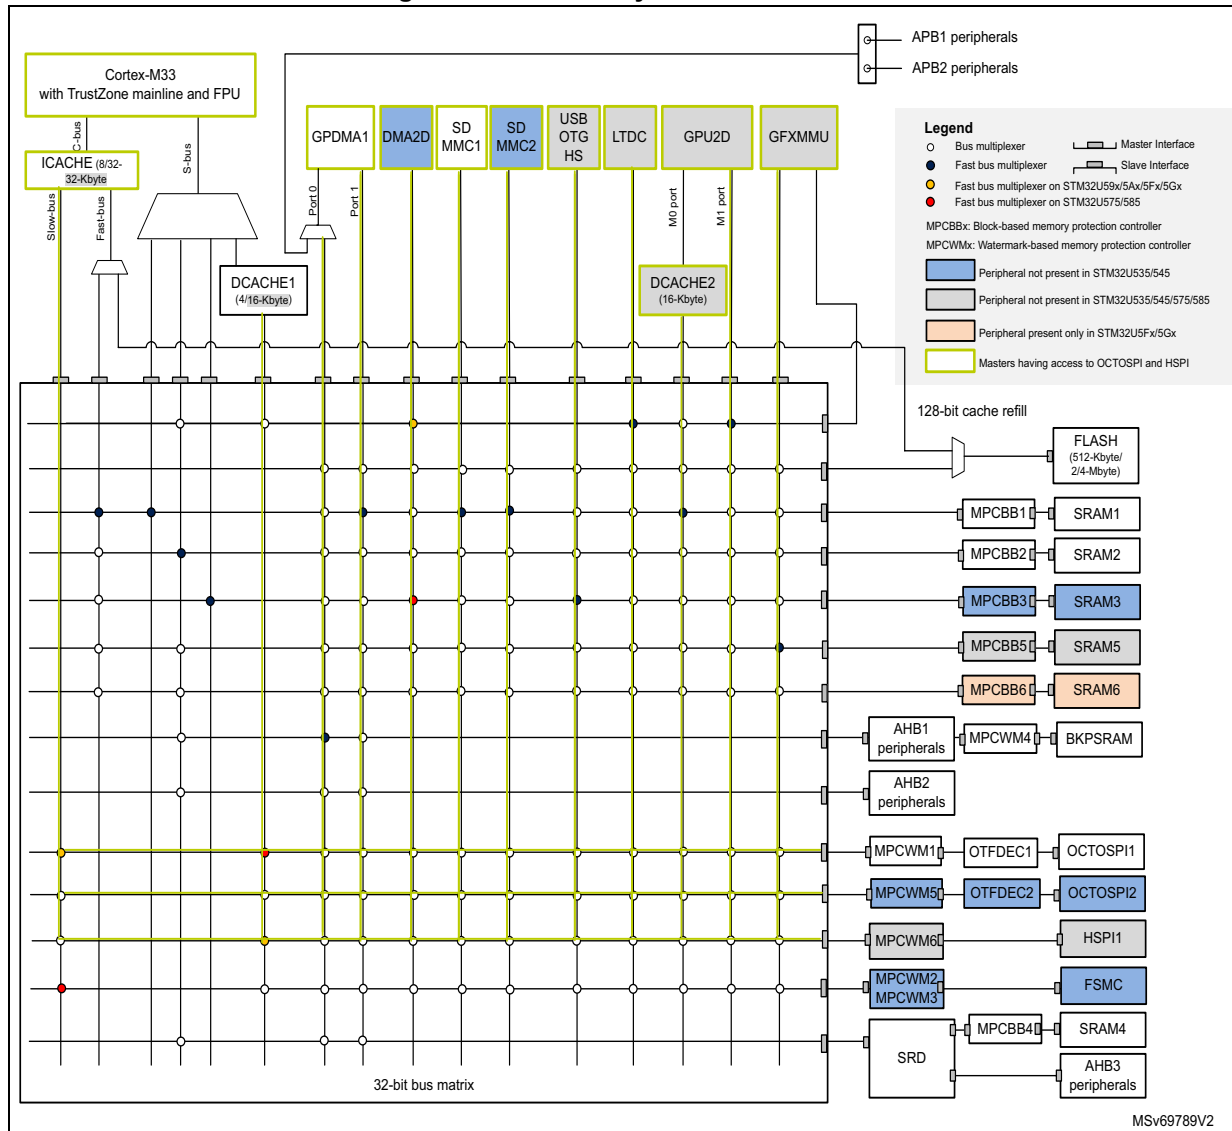 APB1 peripherals
APB2 peripherals
Cortex-M33
with TrustZone mainline and FPU
C-bus
S-bus
ICACHE (8/32-
32-Kbyte
Slow-bus
Fast-bus
GPDMA1
DMA2D
SD
MMC1
SD
MMC2
USB
OTG
HS
LTDC
GPU2D
GFXMMU
Port 0
Port 1
M0 port
M1 port
DCACHE1
(4/16-Kbyte)
DCACHE2
(16-Kbyte)
Legend
Bus multiplexer
Master Interface
Fast bus multiplexer
Slave Interface
Fast bus multiplexer on STM32U59x/5Ax/5Fx/5Gx
Fast bus multiplexer on STM32U575/585
MPCBBx: Block-based memory protection controller
MPCWMx: Watermark-based memory protection controller
Peripheral not present in STM32U535/545
Peripheral not present in STM32U535/545/575/585
Peripheral present only in STM32U5Fx/5Gx
Masters having access to OCTOSPI and HSPI
128-bit cache refill
FLASH
(512-Kbyte/
2/4-Mbyte)
MPCBB1
SRAM1
MPCBB2
SRAM2
MPCBB3
SRAM3
MPCBB5
SRAM5
MPCBB6
SRAM6
AHB1
peripherals
MPCWM4
BKPSRAM
AHB2
peripherals
MPCWM1
OTFDEC1
OCTOSPI1
MPCWM5
OTFDEC2
OCTOSPI2
MPCWM6
HSPI1
MPCWM2
MPCWM3
FSMC
SRD
MPCBB4
SRAM4
AHB3
peripherals
32-bit bus matrix
MSv69789V2